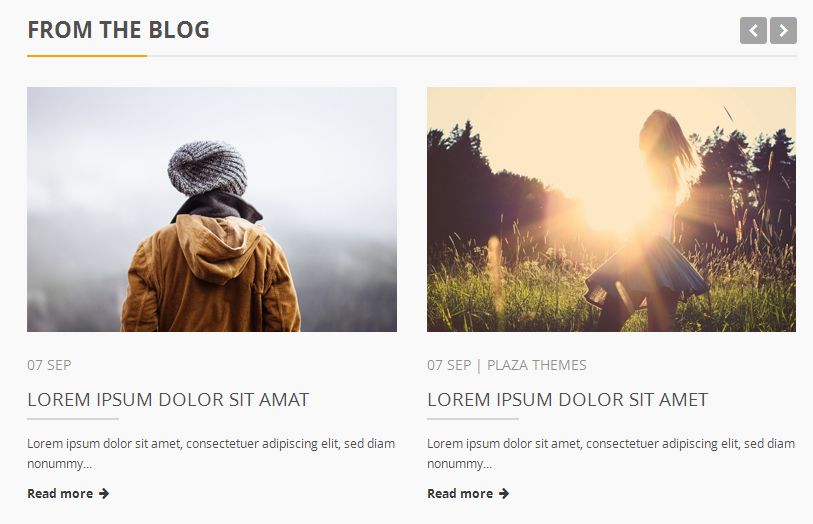 FROM THE BLOG
07 SEP
LOREM IPSUM DOLOR SIT AMAT
Lorem ipsum dolor sit amet, consectetuer adipiscing elit, sed diam
nonummy...
Read more
07 SEP | PLAZA THEMES
LOREM IPSUM DOLOR SIT AMET
Lorem ipsum dolor sit amet, consectetuer adipiscing elit, sed diam
nonummy...
Read more